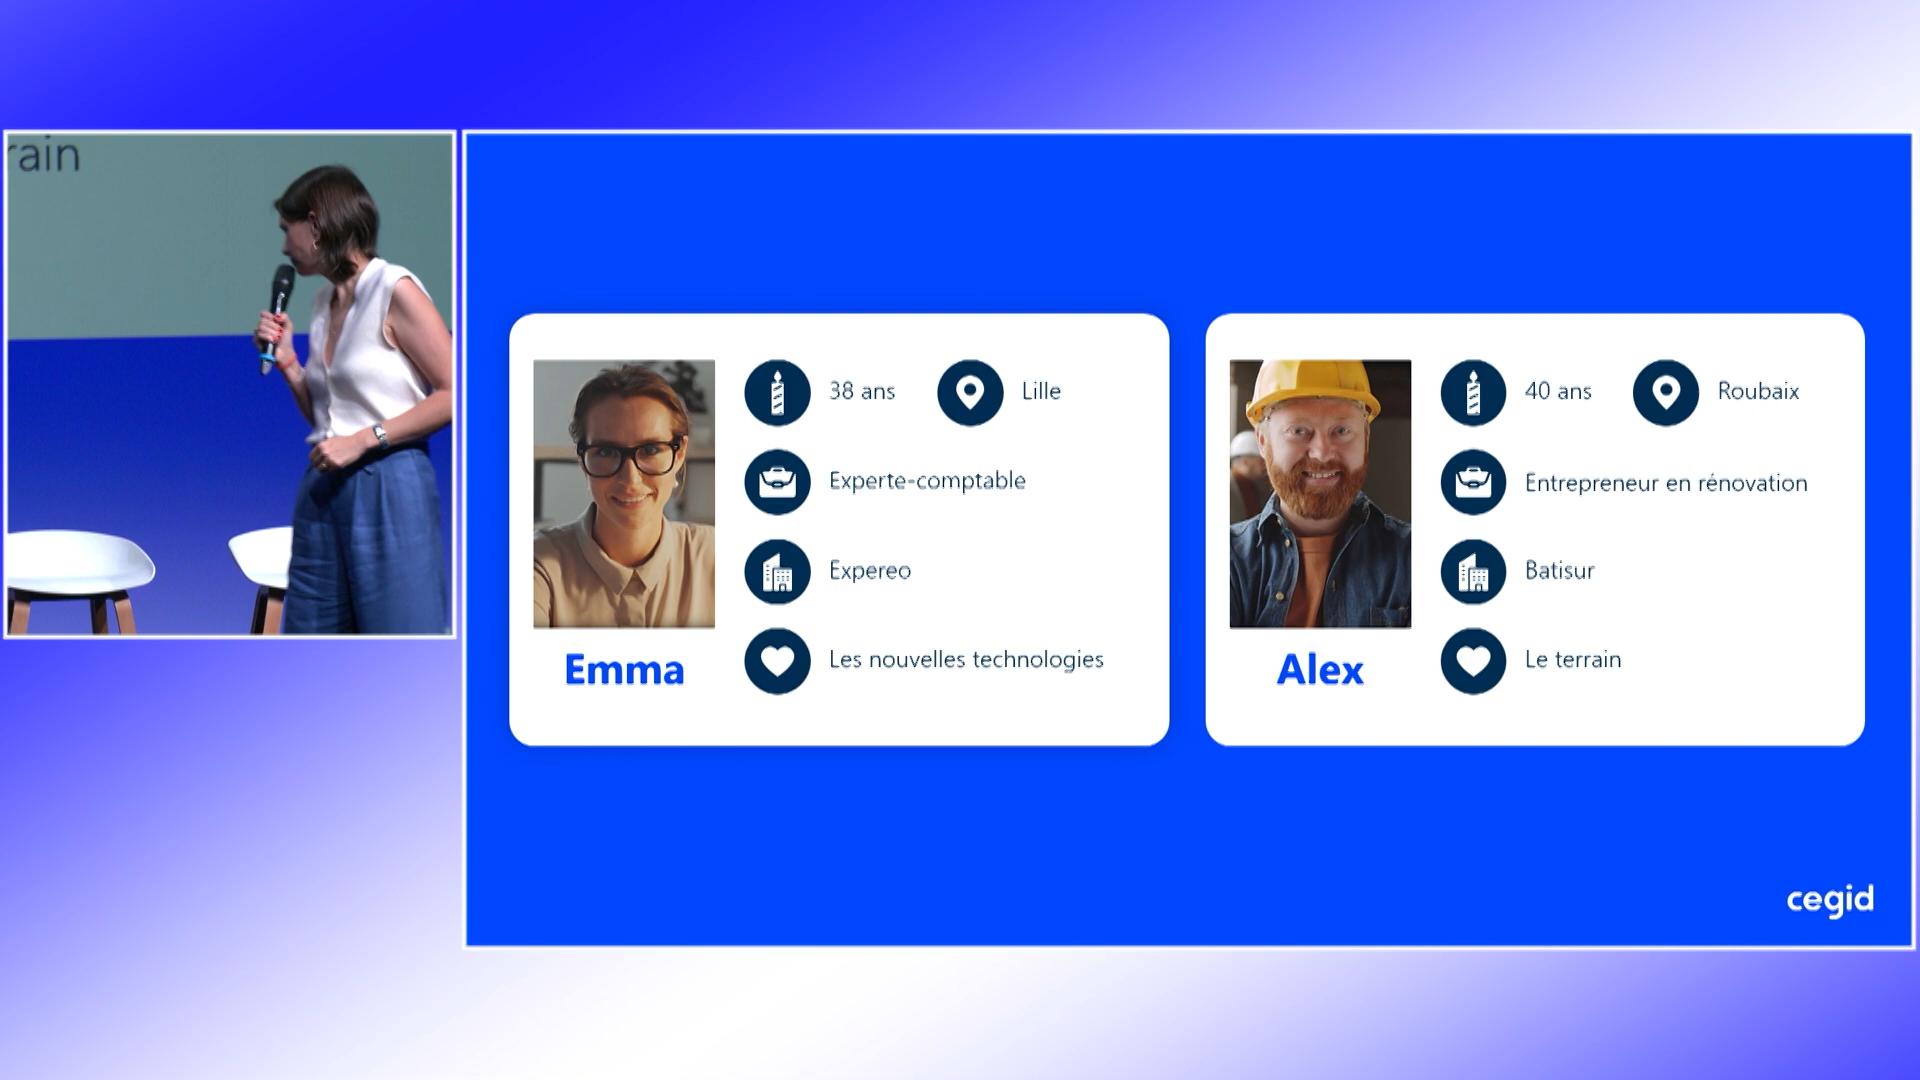 rain
38 ans
Lille
Experte-comptable
Expereo
Les nouvelles technologies
Emma
40 ans
Roubaix
Entrepreneur en rénovation
Batisur
Le terrain
Alex
cegid